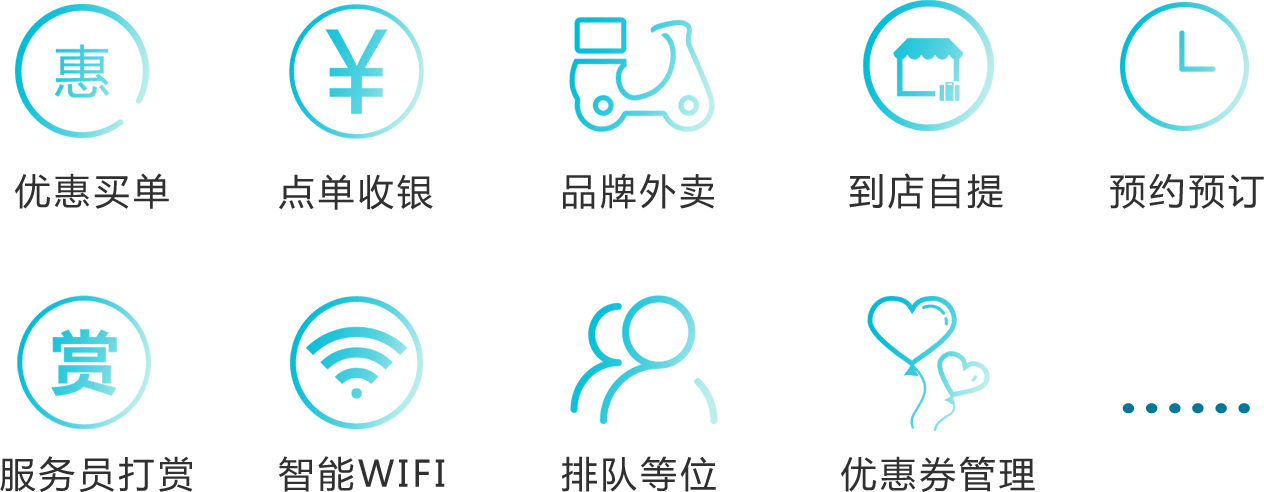 惠
¥
优惠买单
点单收银
品牌外卖
到店自提
预约预订
赏
服务员打赏
智能WIFI
排队等位
优惠券管理
......